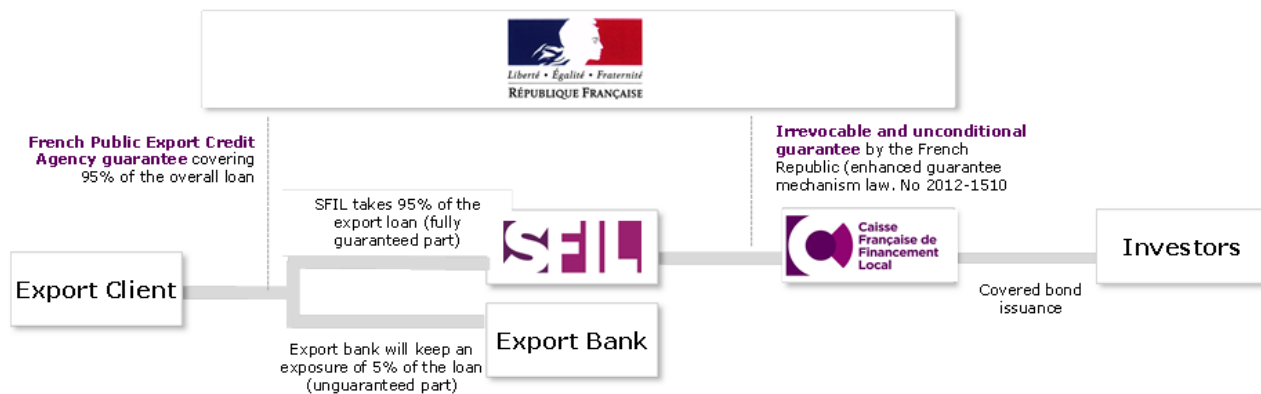 Liberté • Égalité • Fraternité
RÉPUBLIQUE FRANÇAISE
French Public Export Credit
Agency guarantee covering
95% of the overall loan
Irrevocable and unconditional
guarantee by the French
Republic (enhanced guarantee
mechanism law. No 2012-1510
SFIL takes 95% of the
export loan (fully
guaranteed part)
SFIL
Caisse
Française de
Financement
Local
Investors
Export Client
Covered bond
issuance
Export Bank
Export bank will keep an
exposure of 5% of the loan
(unguaranteed part)